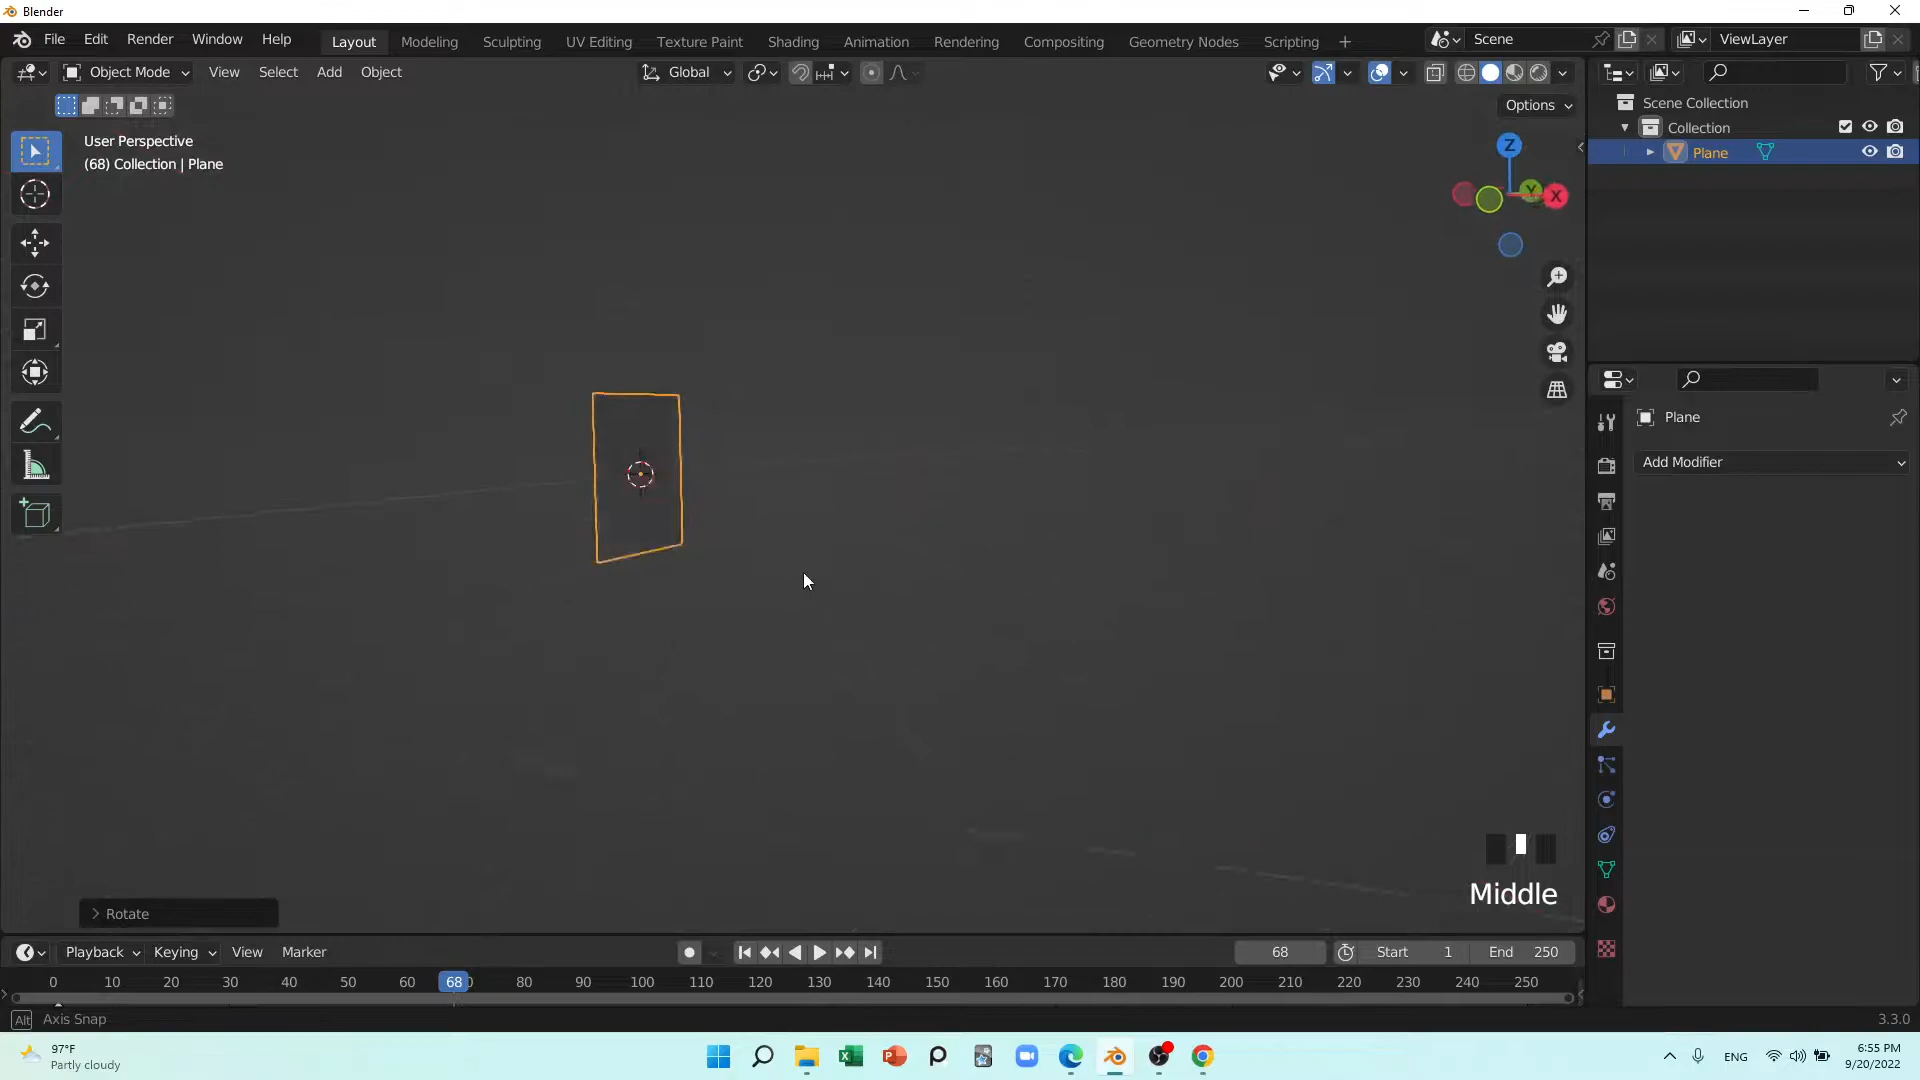 Blender
File Edit Render Window Help Layout Modeling Sculpting UV Editing Texture Paint Shading Animation Rendering Compositing Geometry Nodes Scripting + Scene ViewLayer
Object Mode View Select Add Object Global
Options
User Perspective
(68) Collection | Plane
Z
Y
X
Scene Collection
Collection
Plane
Plane
Add Modifier
Middle
Rotate
Playback Keying View Marker 68 Start 1 End 250
0 10 20 30 40 50 60 68 80 90 100 110 120 130 140 150 160 170 180 190 200 210 220 230 240 250
Alt Axis Snap 3.3.0
97°F
Partly cloudy
ENG
6:55 PM
9/20/2022